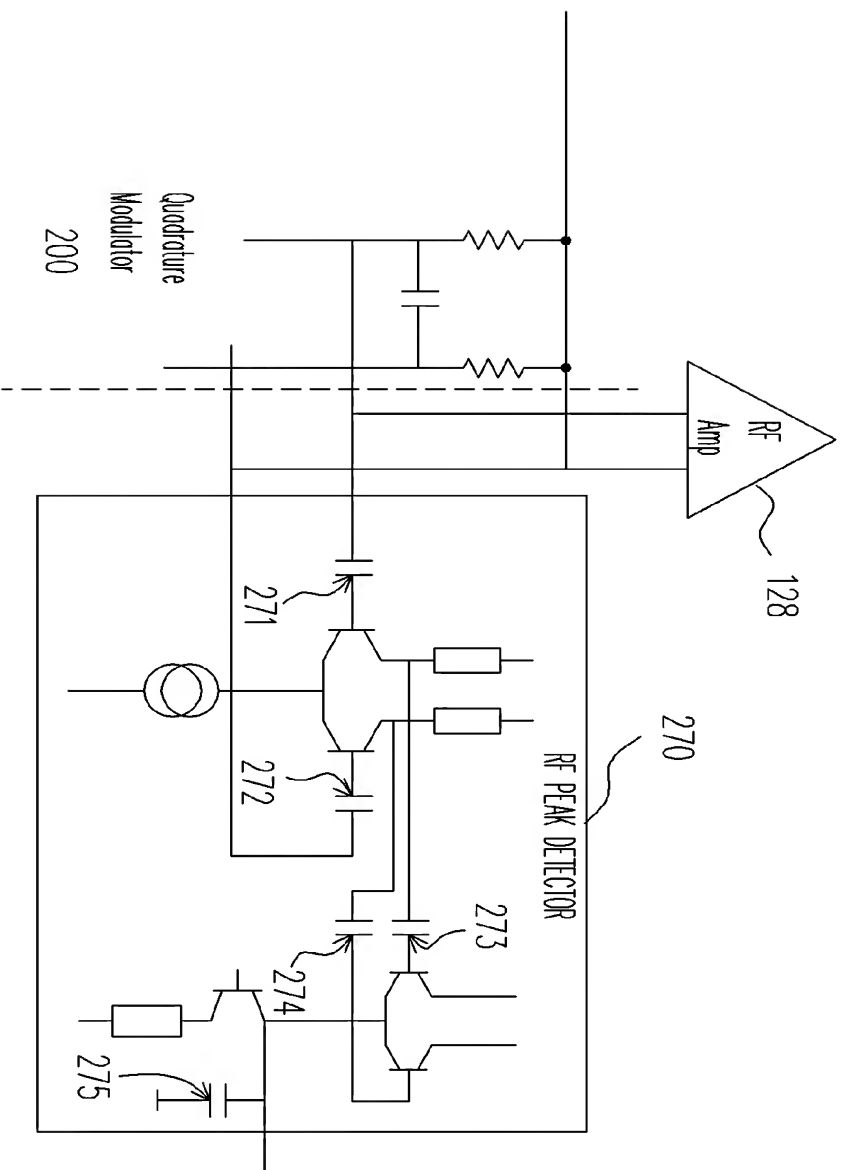 RF
Amp
128
Quadrature
Modulator
200
270
RF PEAK DETECTOR
271
272
273
274
275